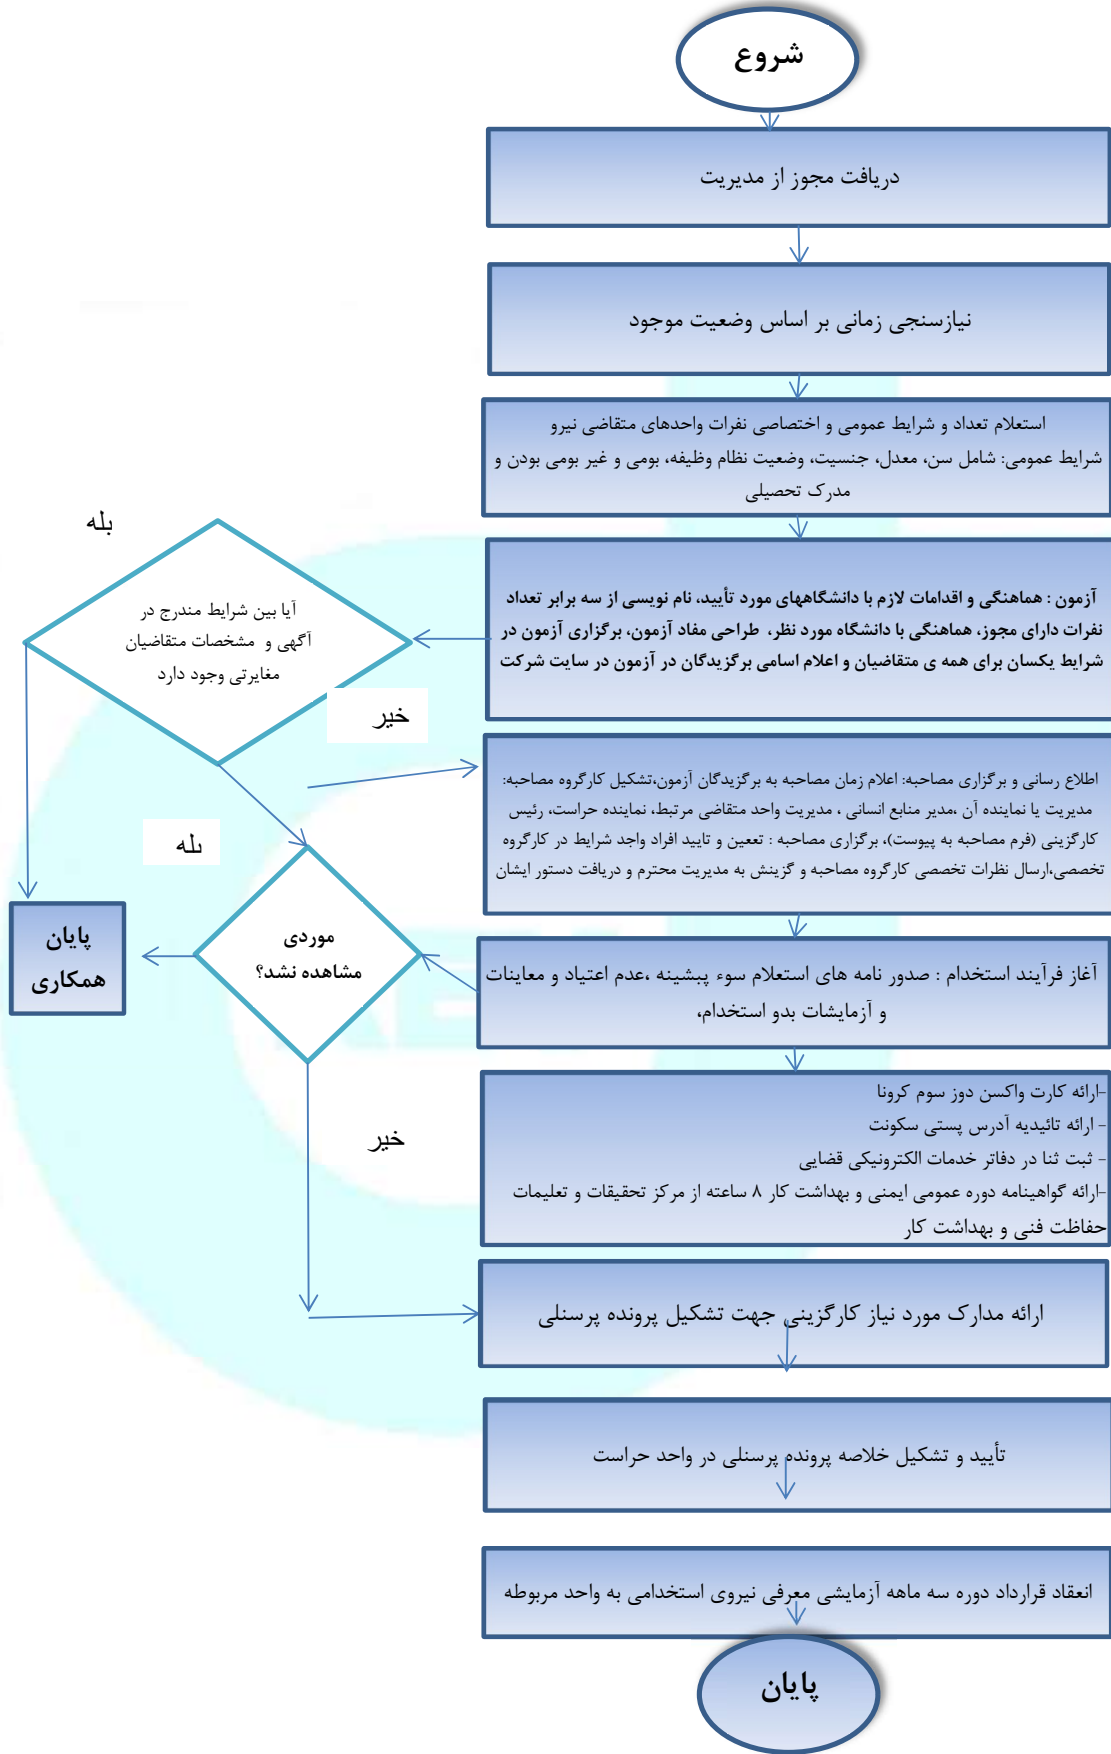 شروع
دریافت مجوز از مدیریت
نیازسنجی زمانی بر اساس وضعیت موجود
استعلام تعداد و شرایط عمومی و اختصاصی نفرات واحدهای متقاضی نیرو
شرایط عمومی: شامل سن، معدل، جنسیت، وضعیت نظام وظیفه، بومی و غیر بومی بودن و
مدرک تحصیلی
آزمون : هماهنگی و اقدامات لازم با دانشگاههای مورد تأیید، نام نویسی از سه برابر تعداد
نفرات دارای مجوز، هماهنگی با دانشگاه مورد نظر، طراحی مفاد آزمون، برگزاری آزمون در
شرایط یکسان برای همه ی متقاضیان و اعلام اسامی برگزیدگان در آزمون در سایت شرکت
بله
آیا بین شرایط مندرج در
آگهی و مشخصات متقاضیان
مغایرتی وجود دارد
خیر
اطلاع رسانی و برگزاری مصاحبه: اعلام زمان مصاحبه به برگزیدگان آزمون،تشکیل کارگروه مصاحبه:
مدیریت یا نماینده آن ،مدیر منابع انسانی ، مدیریت واحد متقاضی مرتبط، نماینده حراست، رئیس
کارگزینی (فرم مصاحبه به پیوست)، برگزاری مصاحبه : تععین و تایید افراد واجد شرایط در کارگروه
تخصصی،ارسال نظرات تخصصی کارگروه مصاحبه و گزینش به مدیریت محترم و دریافت دستور ایشان
بله
موردی
مشاهده نشد؟
پایان
همکاری
آغاز فرآیند استخدام : صدور نامه های استعلام سوء پیشینه ،عدم اعتیاد و معاینات
و آزمایشات بدو استخدام،
-ارائه کارت واکسن دوز سوم کرونا
- ارائه تائیدیه آدرس پستی سکونت
- ثبت ثنا در دفاتر خدمات الکترونیکی قضایی
-ارائه گواهینامه دوره عمومی ایمنی و بهداشت کار ۸ ساعته از مرکز تحقیقات و تعلیمات
حفاظت فنی و بهداشت کار
خیر
ارائه مدارک مورد نیاز کارگزینی جهت تشکیل پرونده پرسنلی
تأیید و تشکیل خلاصه پرونده پرسنلی در واحد حراست
انعقاد قرارداد دوره سه ماهه آزمایشی معرفی نیروی استخدامی به واحد مربوطه
پایان